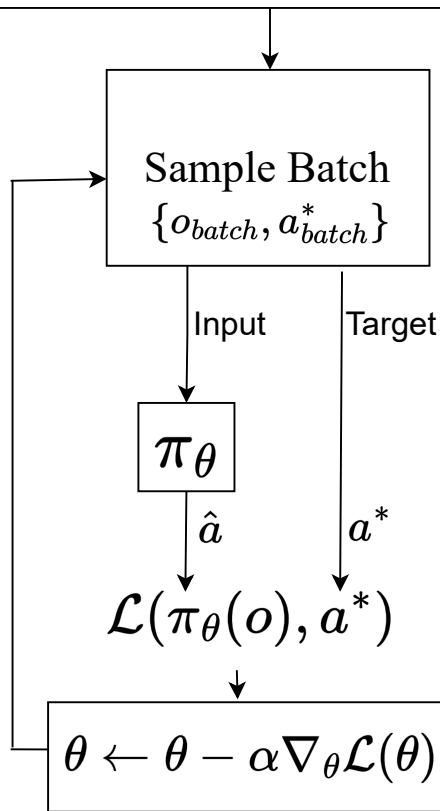 Sample Batch
{o_batch, a*_batch}
Input Target
π_θ
â a*
ℒ(π_θ(o), a*)
θ ← θ − α∇_θℒ(θ)